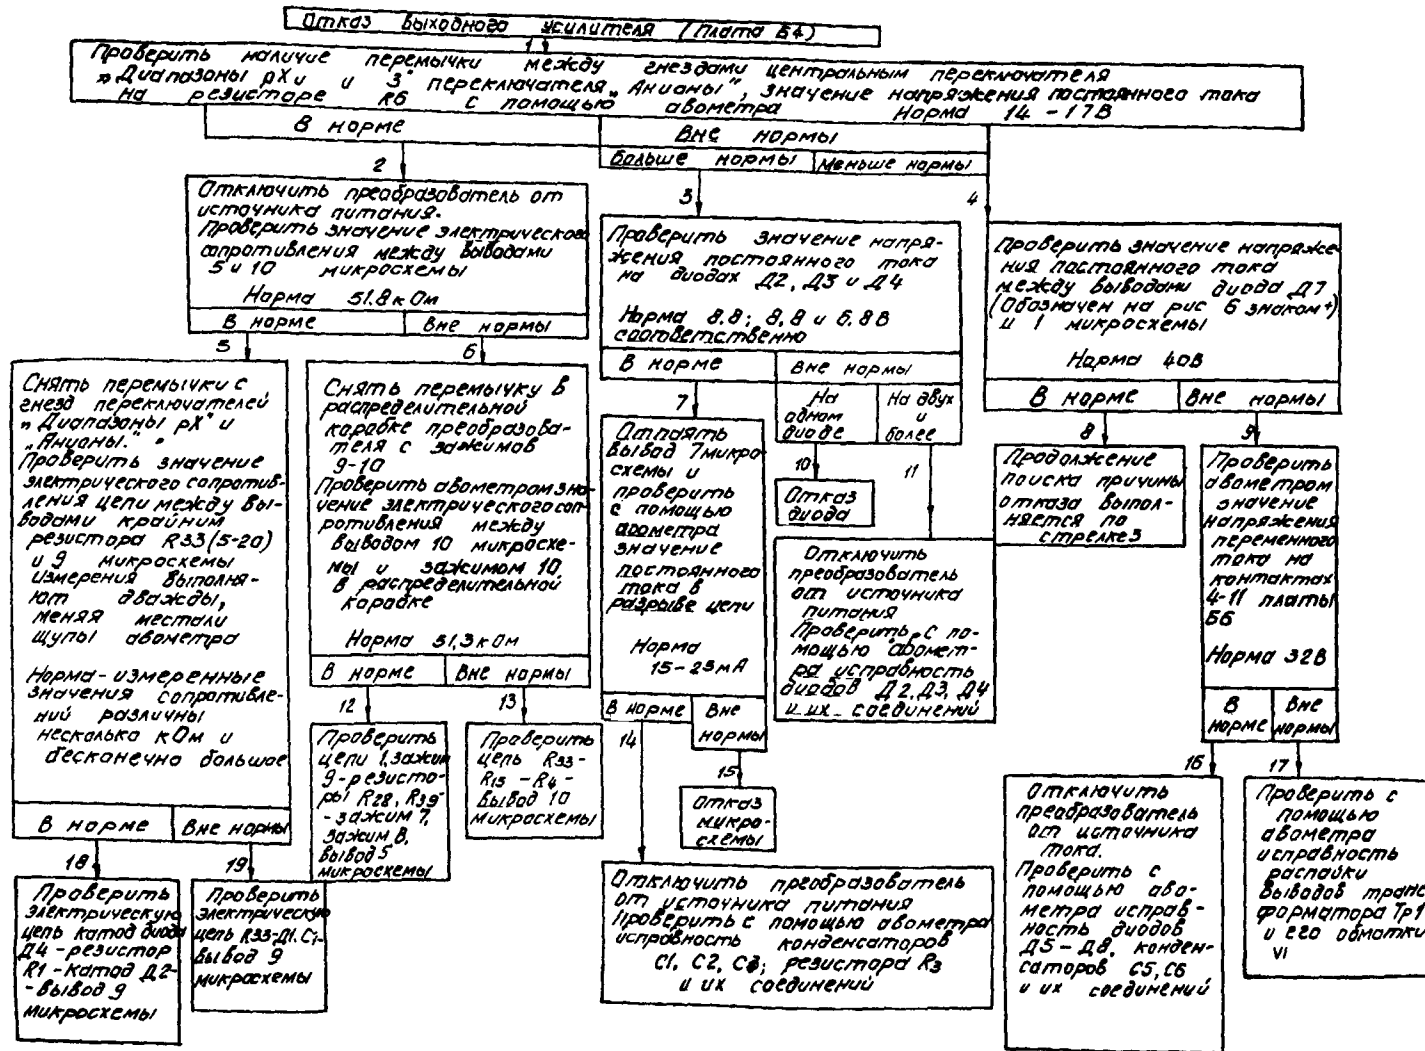 Отказ выходного усилителя (плата Б4)
1
Проверить наличие перемычки между гнездами центральным переключателя
„Диапазоны рХ и и 3" переключателя „Анионы", значение напряжения постоянного тока
на резисторе R6 с помощью авометра Норма 14-17В
В норме
Вне нормы
Больше нормы
Меньше нормы
2
Отключить преобразователь от
источника питания.
Проверить значение электрического
сопротивления между выводами
5 и 10 микросхемы
Норма 51.8 кОм
В норме
Вне нормы
3
Проверить значение напря-
жения постоянного тока
на диодах Д2, Д3 и Д4
Норма 8.8; 8,8 и 6.8В
соответственно
В норме
Вне нормы
На
одном
диоде
На двух
и
более
4
Проверить значение напряже-
ния постоянного тока
между выводами диода Д7
(Обозначен на рис 6 знаком +)
и 1 микросхемы
Норма 40В
В норме
Вне нормы
5
Снять перемычки с
гнезд переключателей
„Диапазоны рХ" и
„Анионы."
Проверить значение
электрического сопротив-
ления цепи между вы-
водами крайним
резистора R33 (5-20)
и 9 микросхемы
измерения выполня-
ют дважды,
меняя местами
щупы авометра
Норма-измеренные
значения сопротивле-
ний различны
несколько кОм и
бесконечно большое
В норме
Вне нормы
6
Снять перемычку в
распределительной
коробке преобразова-
теля с зажимов
9-10
Проверить авометром зна-
чение электрического соп-
ротивления между
выводом 10 микросхе-
мы и зажимом 10
в распределительной
коробке
Норма 51,3 кОм
В норме
Вне нормы
7
Отпаять
вывод 7 микро-
схемы и
проверить
с помощью
авометра
значение
постоянного
тока в
разрыве цепи
Норма
15-25мА
В норме
Вне
нормы
10
Отказ
диода
11
Отключить
преобразователь
от источника
питания
Проверить, с по-
мощью авомет-
ра исправность
диодов Д2, Д3, Д4
и их соединений
8
Продолжение
поиска причины
отказа выпол-
няется по
стрелке 3
9
Проверить
авометром
значение
напряжения
переменного
тока на
контактах
4-11 платы
Б6
Норма 32В
В
норме
Вне
нормы
12
Проверить
цепи 1, зажим
9-резисто-
ры R28, R39-
-зажим 7,
зажим 8,
вывод 5
микросхемы
13
Проверить
цепь R33-
R15 - R4 -
вывод 10
микросхемы
14
Отключить преобразователь
от источника питания
Проверить с помощью авометра
исправность конденсаторов
С1, С2, С3; резистора R3
и их соединений
15
Отказ
микро-
схемы
16
Отключить
преобразователь
от источника
тока.
Проверить с
помощью аво-
метра исправ-
ность диодов
Д5-Д8, конден-
саторов С5, С6
и их соединений
17
Проверить с
помощью
авометра
исправность
распайки
выводов транс
форматора Тр1
и его обмотки
VI
18
Проверить
электрическую
цепь катод диода
Д4-резистор
R1-катод Д2-
-вывод 9
микросхемы
19
Проверить
электрическую
цепь R33-Д1.С1-
вывод 9
микросхемы